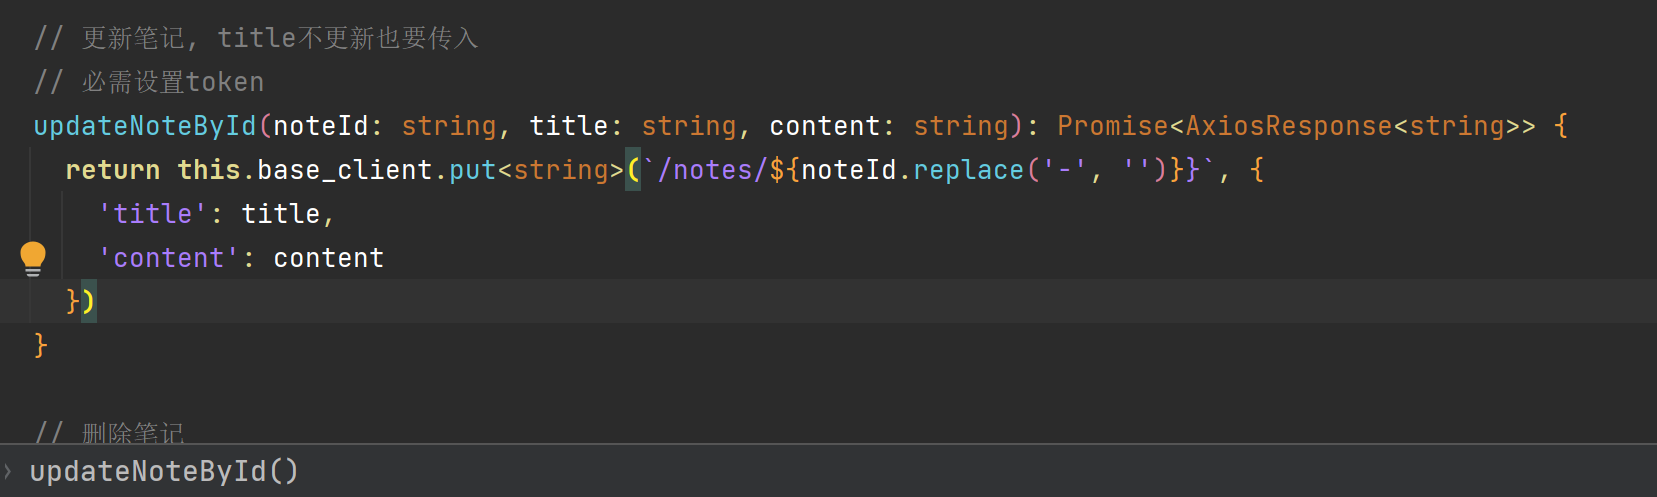 // 更新笔记, title不更新也要传入
// 必需设置token
updateNoteById(noteId: string, title: string, content: string): Promise<AxiosResponse<string>> {
return this.base_client.put<string>(`/notes/${noteId.replace('-', '')}}`, {
'title': title,
'content': content
})
}
// 删除笔记
updateNoteById()